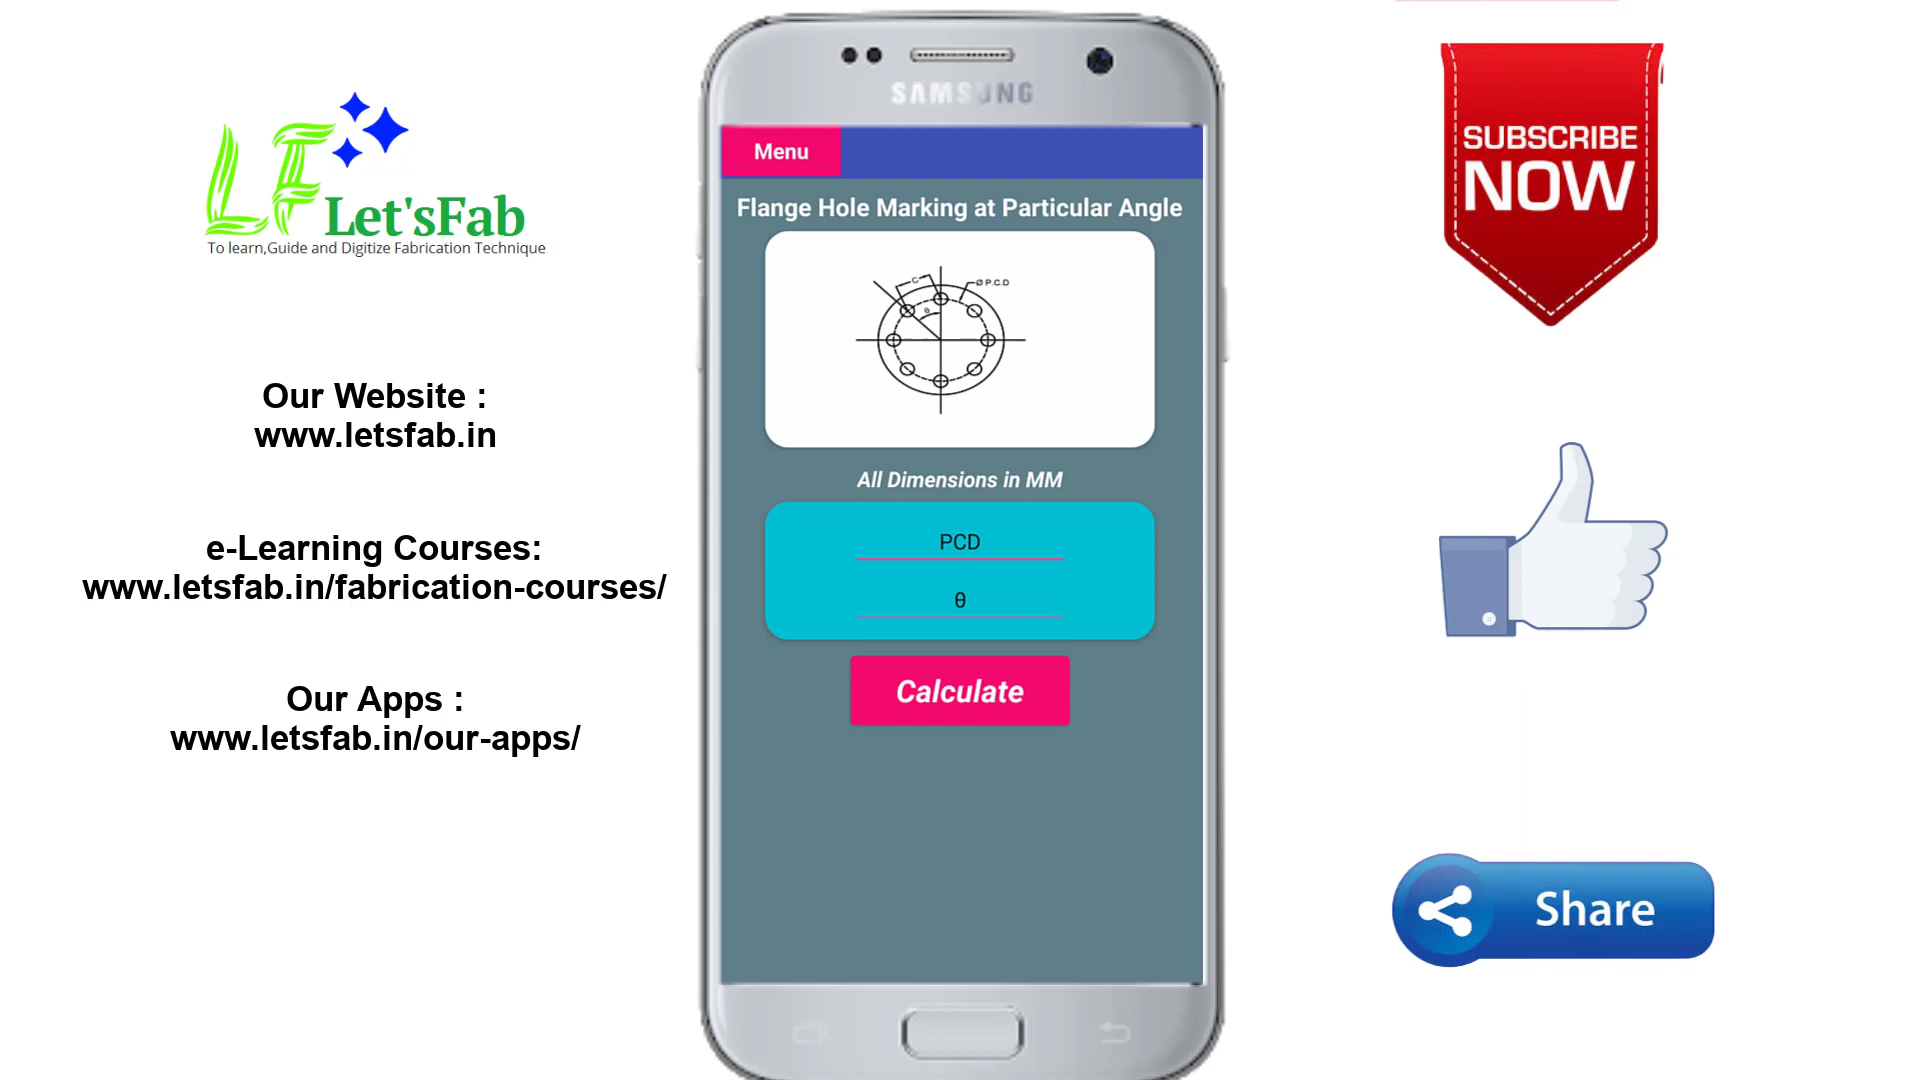 LF
Let'sFab
To learn,Guide and Digitize Fabrication Technique
Our Website :
www.letsfab.in
e-Learning Courses:
www.letsfab.in/fabrication-courses/
Our Apps :
www.letsfab.in/our-apps/
SAMSUNG
Menu
Flange Hole Marking at Particular Angle
C
Ø P.C.D
θ
All Dimensions in MM
PCD
θ
Calculate
SUBSCRIBE
NOW
Share